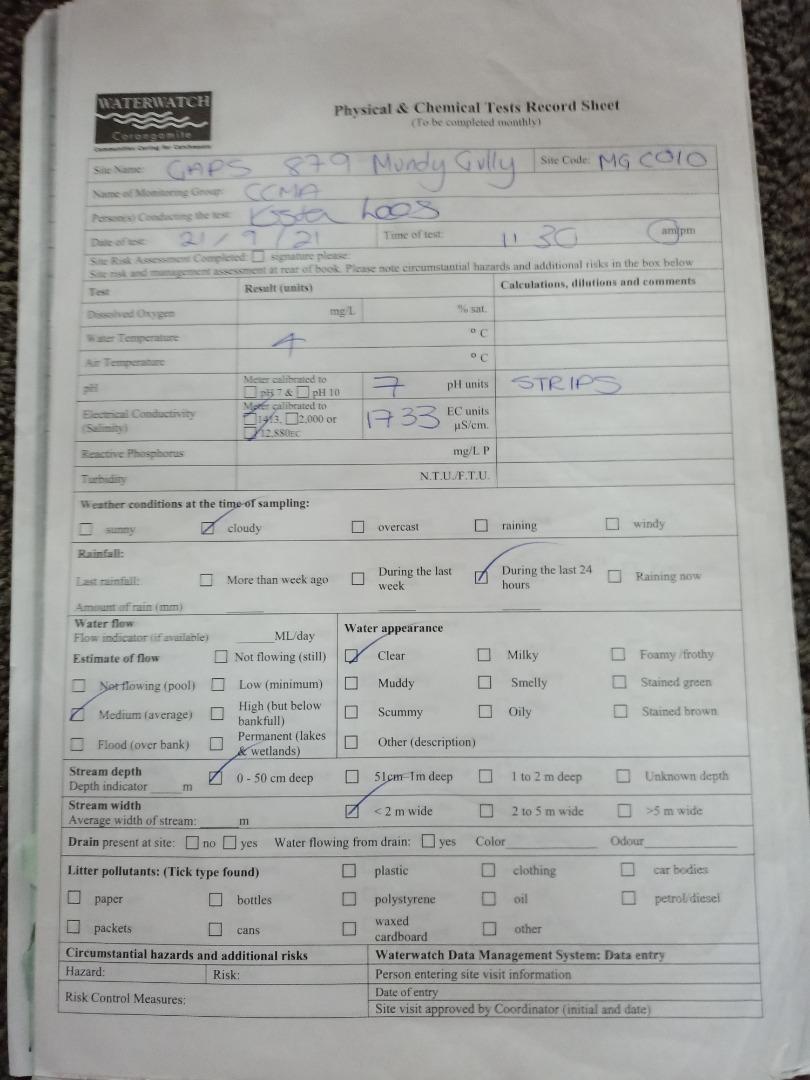 WATERWATCH
Corangamite
Communities Caring for Catchments
Physical & Chemical Tests Record Sheet
(To be completed monthly)
Site Name: GAPS 879 Mundy Gully Site Code: MG CO10
Name of Monitoring Group: CCMA
Person(s) Conducting the test: Loos
Date of test: 21/9/21 Time of test: 11 30 am/pm
Site Risk Assessment Completed: ☐ signature please:
Site risk and management assessment at rear of book. Please note circumstantial hazards and additional risks in the box below
Test Result (units) Calculations, dilutions and comments
Dissolved Oxygen mg/L % sat.
Water Temperature 4 ° C
Air Temperature ° C
pH Meter calibrated to ☐ pH 7 & ☐ pH 10 7 pH units STRIPS
Electrical Conductivity (Salinity) Meter calibrated to 1413, ☐ 2,000 or 12,880EC 1733 EC units µS/cm.
Reactive Phosphorus mg/L P
Turbidity N.T.U./F.T.U.
Weather conditions at the time of sampling:
☐ sunny ☑ cloudy ☐ overcast ☐ raining ☐ windy
Rainfall:
Last rainfall: ☐ More than week ago ☐ During the last week ☑ During the last 24 hours ☐ Raining now
Amount of rain (mm)
Water flow
Flow indicator (if available) ML/day
Estimate of flow ☐ Not flowing (still)
☐ Not flowing (pool) ☐ Low (minimum)
☑ Medium (average) ☐ High (but below bankfull)
☐ Flood (over bank) ☐ Permanent (lakes & wetlands)
Water appearance
☑ Clear ☐ Milky ☐ Foamy/frothy
☐ Muddy ☐ Smelly ☐ Stained green
☐ Scummy ☐ Oily ☐ Stained brown
☐ Other (description)
Stream depth
Depth indicator m ☑ 0 - 50 cm deep ☐ 51cm-1m deep ☐ 1 to 2 m deep ☐ Unknown depth
Stream width
Average width of stream: m ☑ < 2 m wide ☐ 2 to 5 m wide ☐ >5 m wide
Drain present at site: ☐ no ☐ yes Water flowing from drain: ☐ yes Color Odour
Litter pollutants: (Tick type found) ☐ plastic ☐ clothing ☐ car bodies
☐ paper ☐ bottles ☐ polystyrene ☐ oil ☐ petrol/diesel
☐ packets ☐ cans ☐ waxed cardboard ☐ other
Circumstantial hazards and additional risks
Hazard: Risk:
Risk Control Measures:
Waterwatch Data Management System: Data entry
Person entering site visit information
Date of entry
Site visit approved by Coordinator (initial and date)